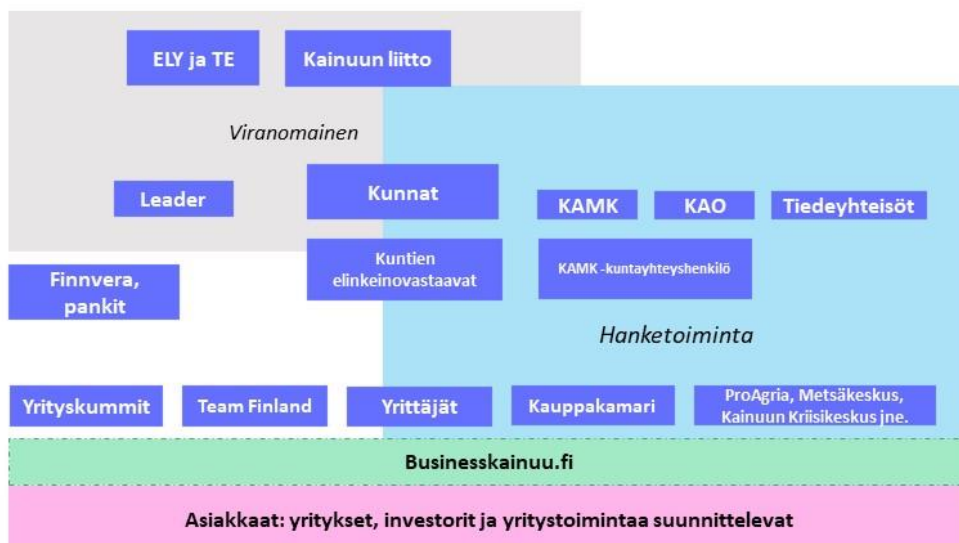 ELY ja TE
Kainuun liitto
Viranomainen
Leader
Kunnat
KAMK
KAO
Tiedeyhteisöt
Kuntien
elinkeinovastaavat
KAMK -kuntayhteyshenkilö
Finnvera,
pankit
Hanketoiminta
Yrityskummit
Team Finland
Yrittäjät
Kauppakamari
ProAgria, Metsäkeskus,
Kainuun Kriisikeskus jne.
Businesskainuu.fi
Asiakkaat: yritykset, investorit ja yritystoimintaa suunnittelevat